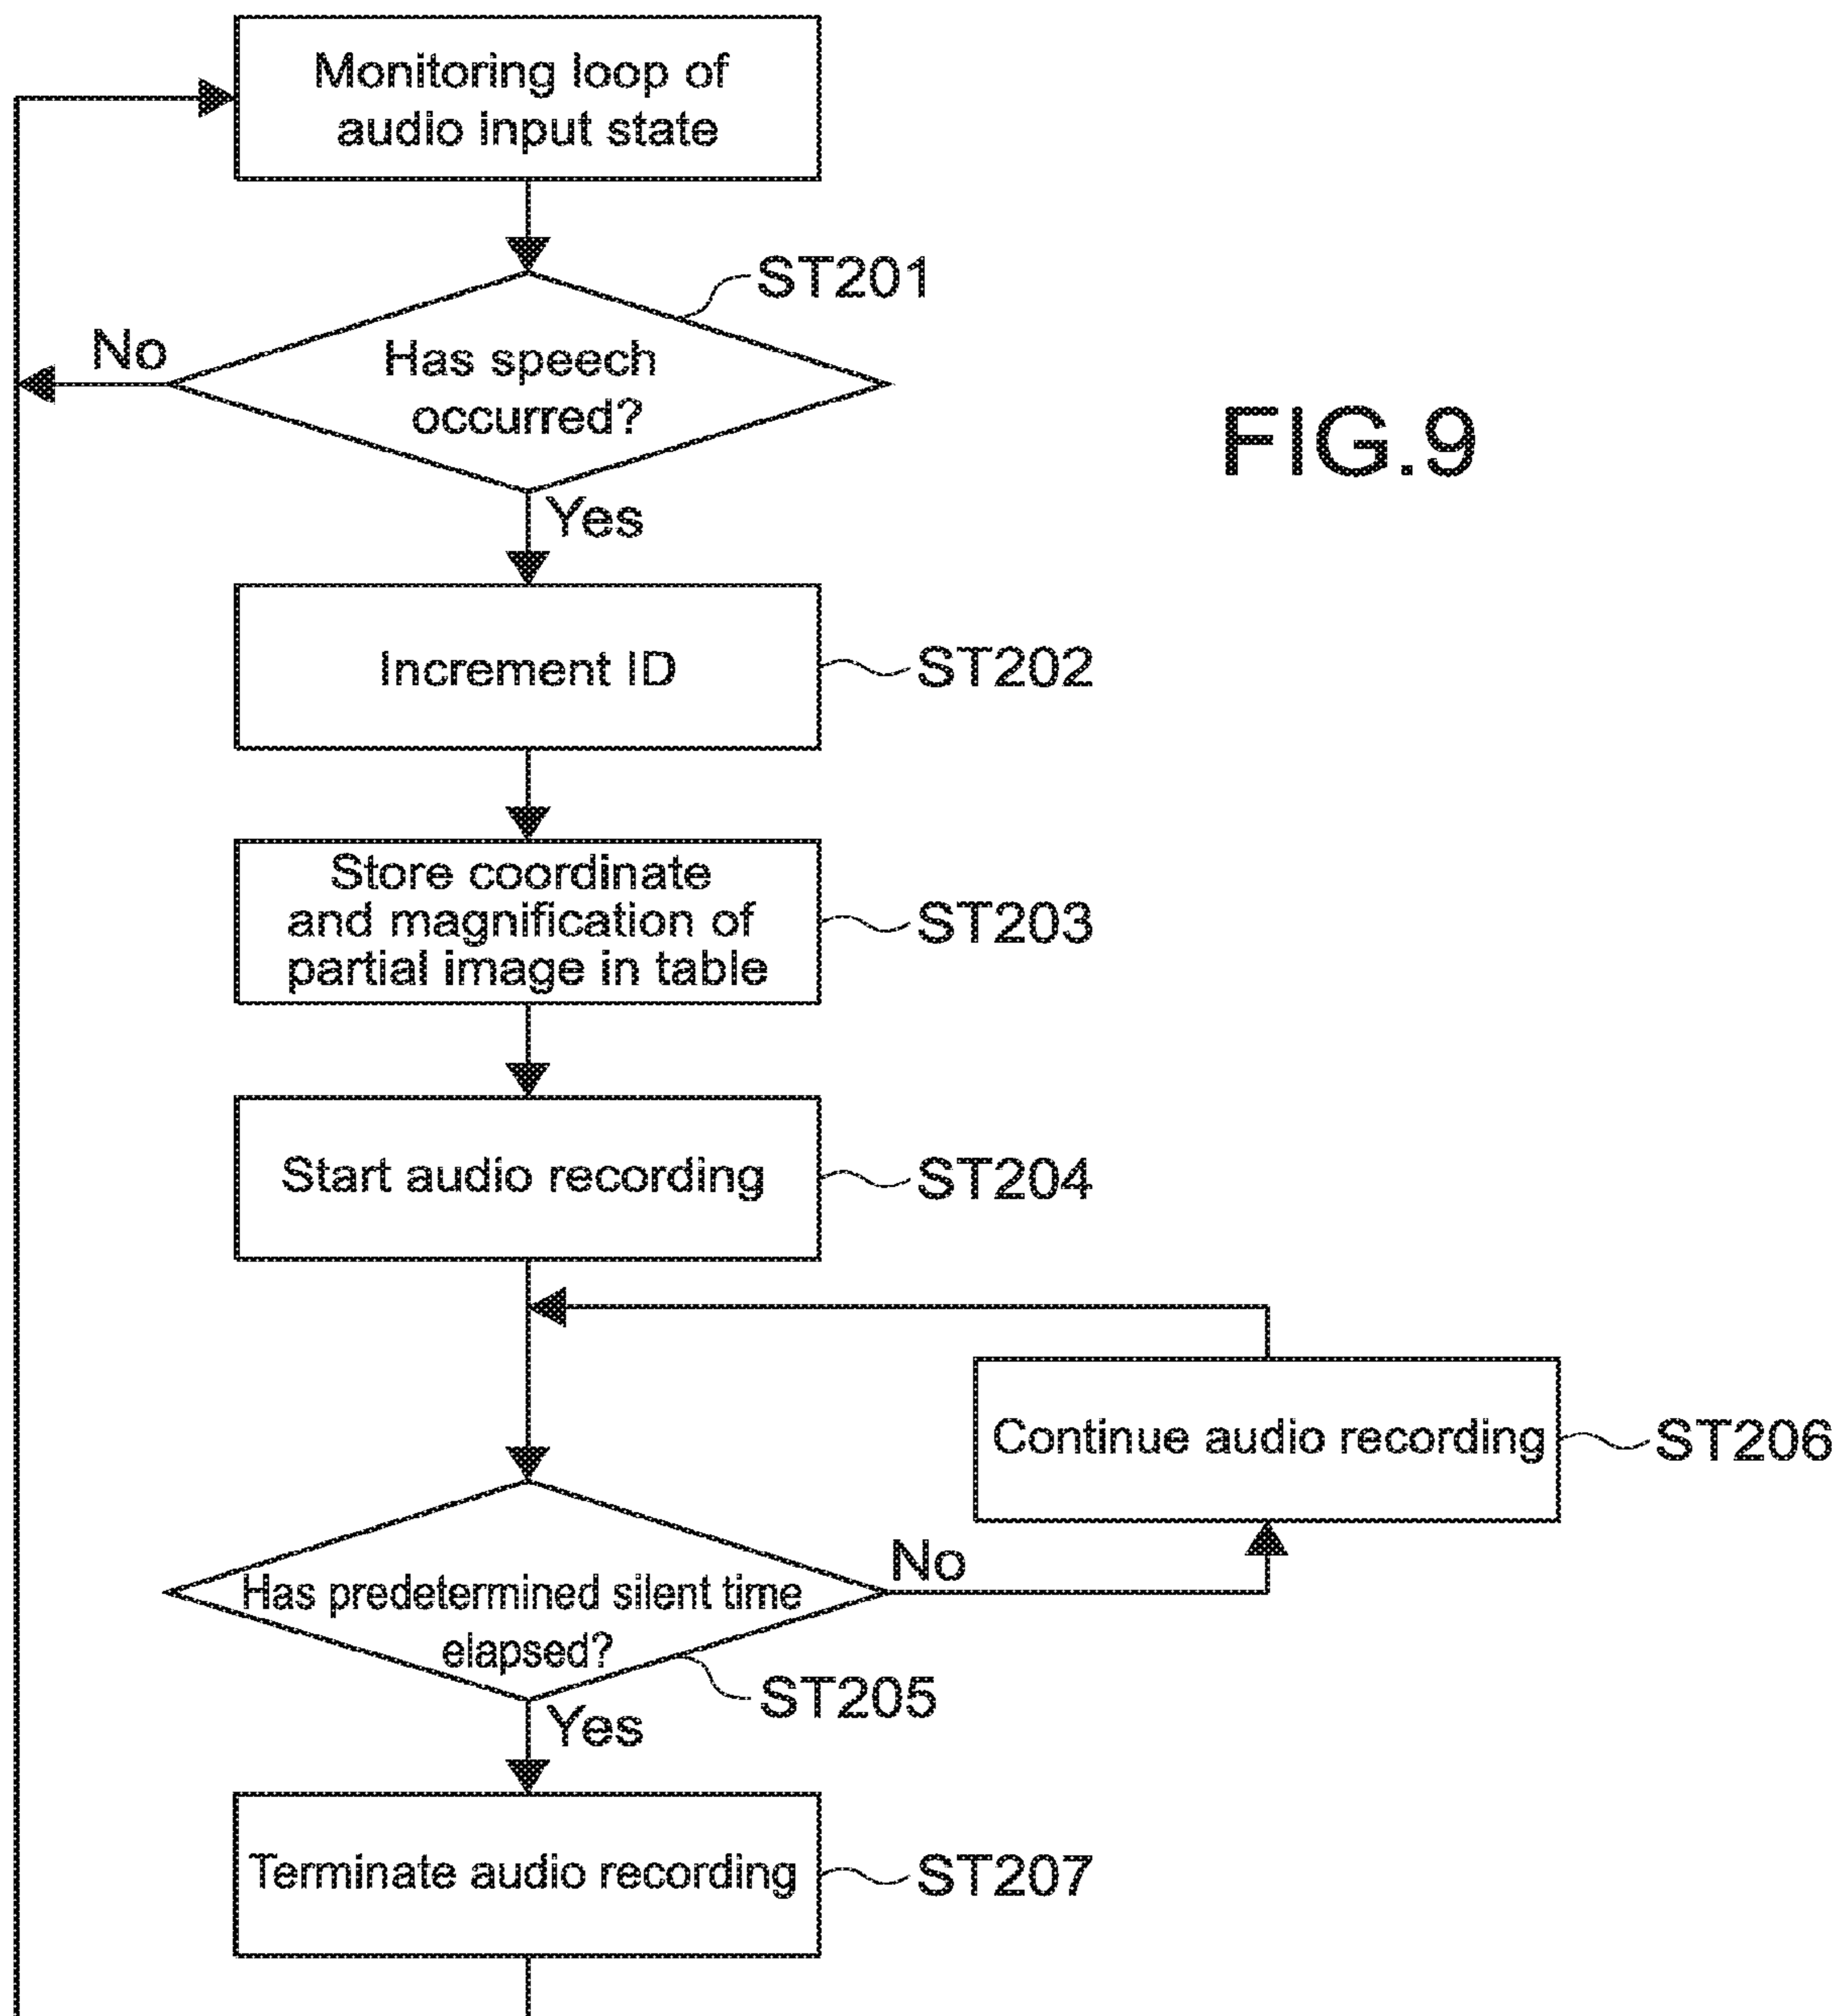 Monitoring loop of
audio input state
ST201
No
Has speech
occurred?
FIG.9
Yes
Increment ID
ST202
Store coordinate
and magnification of
partial image in table
ST203
Start audio recording
ST204
Continue audio recording
ST206
No
Has predetermined silent time
elapsed?
ST205
Yes
Terminate audio recording
ST207